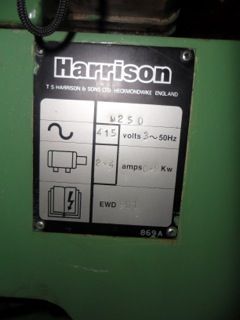 Harrison
T S HARRISON & SONS LTD HECKMONDWIKE ENGLAND
M250
415 volts 3~50Hz
amps Kw
EWD
869A